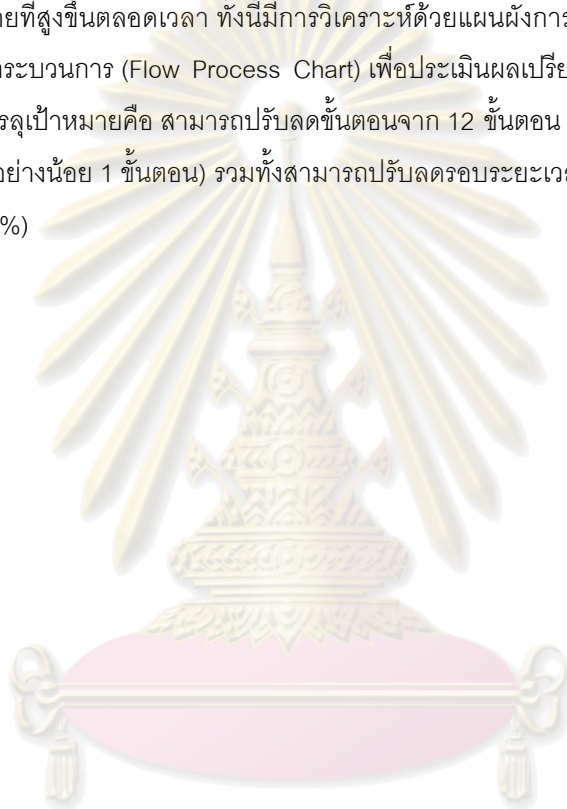 ายที่สูงขึ้นตลอดเวลา ทั้งนี้มีการวิเคราะห์ด้วยแผนผังการ
กระบวนการ (Flow Process Chart) เพื่อประเมินผลเปรีย
รลุเป้าหมายคือ สามารถปรับลดขั้นตอนจาก 12 ขั้นตอน
อย่างน้อย 1 ขั้นตอน) รวมทั้งสามารถปรับลดรอบระยะเวล
%)